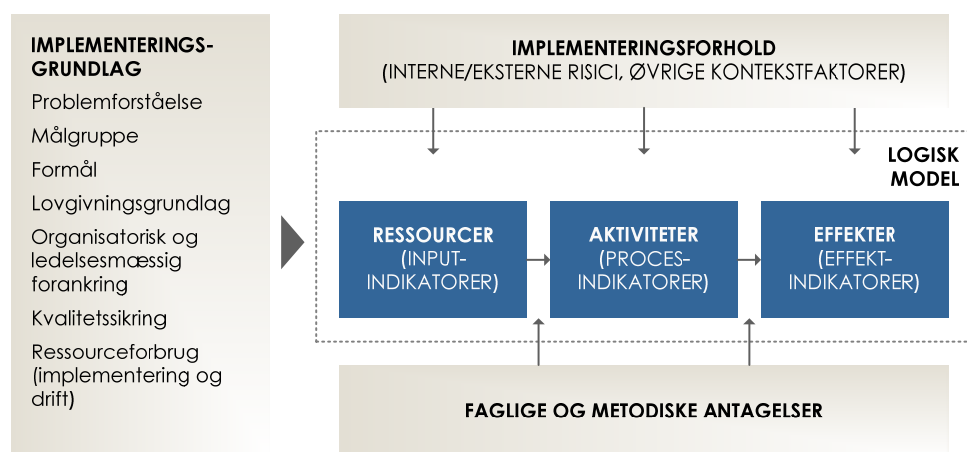 IMPLEMENTERINGS-
GRUNDLAG
Problemforståelse
Målgruppe
Formål
Lovgivningsgrundlag
Organisatorisk og
ledelsesmæssig
forankring
Kvalitetssikring
Ressourceforbrug
(implementering og
drift)
IMPLEMENTERINGSFORHOLD
(INTERNE/EKSTERNE RISICI, ØVRIGE KONTEKSTFAKTORER)
LOGISK
MODEL
RESSOURCER
(INPUT-
INDIKATORER)
AKTIVITETER
(PROCES-
INDIKATORER)
EFFEKTER
(EFFEKT-
INDIKATORER)
FAGLIGE OG METODISKE ANTAGELSER